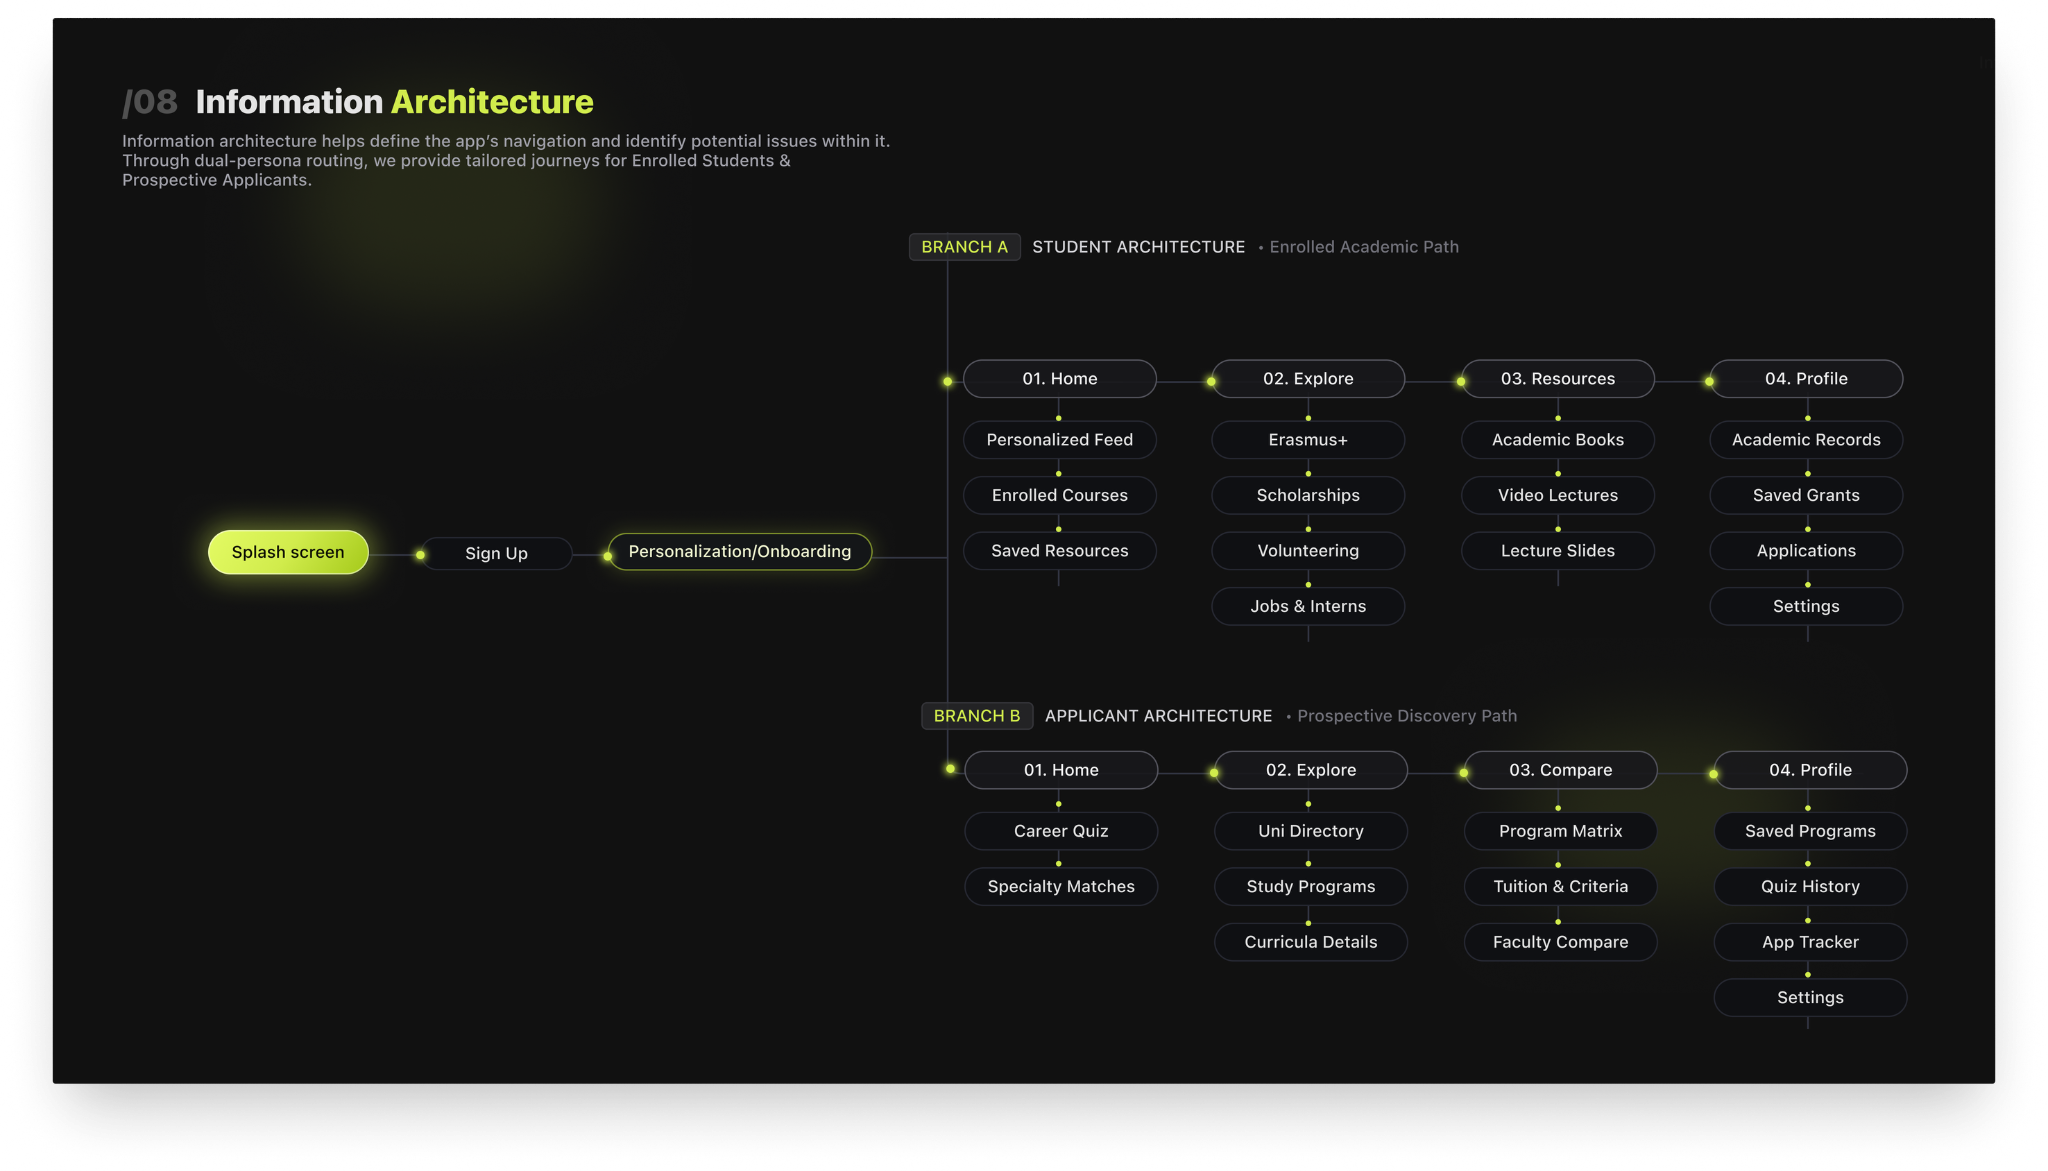 /08 Information Architecture
Information architecture helps define the app’s navigation and identify potential issues within it.
Through dual-persona routing, we provide tailored journeys for Enrolled Students &
Prospective Applicants.
BRANCH A STUDENT ARCHITECTURE • Enrolled Academic Path
01. Home
02. Explore
03. Resources
04. Profile
Personalized Feed
Erasmus+
Academic Books
Academic Records
Enrolled Courses
Scholarships
Video Lectures
Saved Grants
Saved Resources
Volunteering
Lecture Slides
Applications
Jobs & Interns
Settings
Splash screen
Sign Up
Personalization/Onboarding
BRANCH B APPLICANT ARCHITECTURE • Prospective Discovery Path
01. Home
02. Explore
03. Compare
04. Profile
Career Quiz
Uni Directory
Program Matrix
Saved Programs
Specialty Matches
Study Programs
Tuition & Criteria
Quiz History
Curricula Details
Faculty Compare
App Tracker
Settings